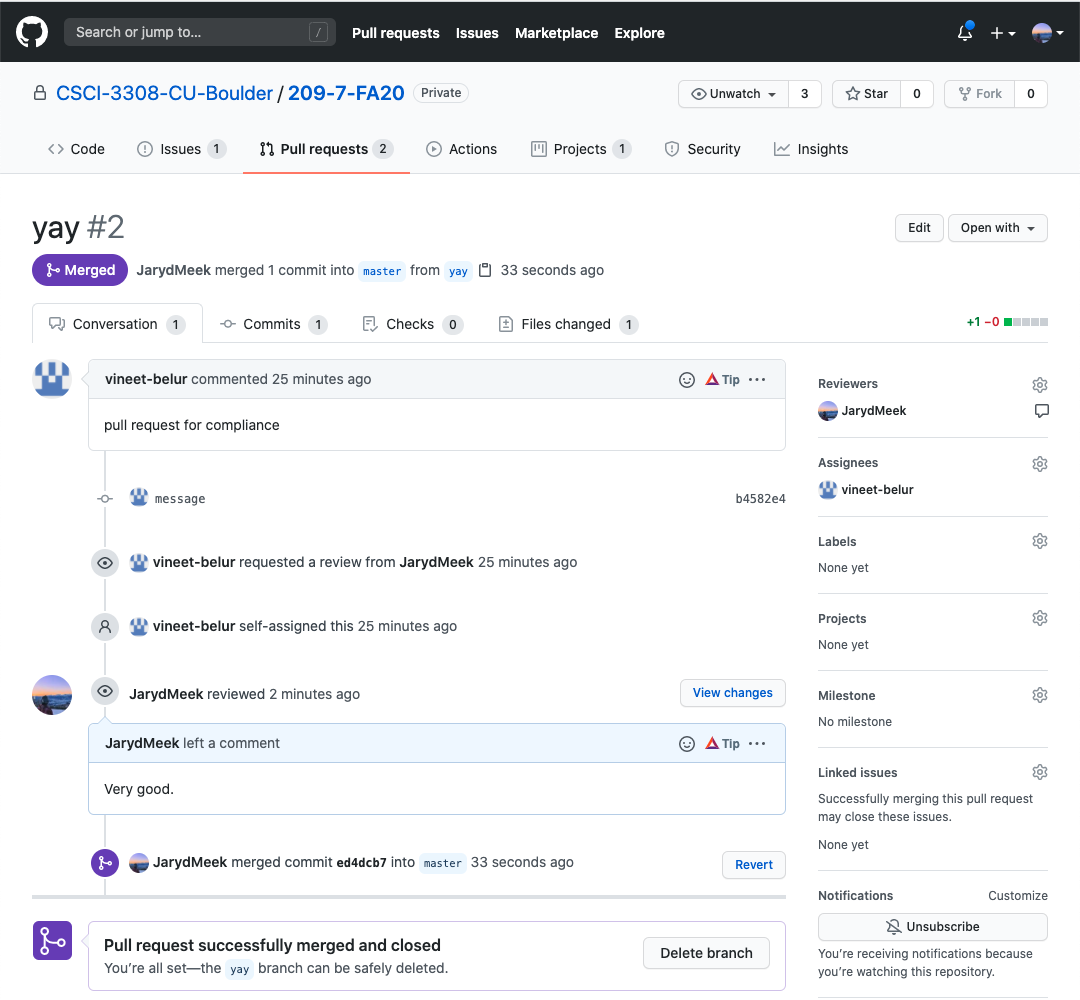 Search or jump to… / Pull requests Issues Marketplace Explore
CSCI-3308-CU-Boulder / 209-7-FA20 Private Unwatch 3 Star 0 Fork 0
Code Issues 1 Pull requests 2 Actions Projects 1 Security Insights
yay #2 Edit Open with
Merged JarydMeek merged 1 commit into master from yay 33 seconds ago
Conversation 1 Commits 1 Checks 0 Files changed 1 +1 −0
vineet-belur commented 25 minutes ago Tip
pull request for compliance
message b4582e4
vineet-belur requested a review from JarydMeek 25 minutes ago
vineet-belur self-assigned this 25 minutes ago
JarydMeek reviewed 2 minutes ago View changes
JarydMeek left a comment Tip
Very good.
JarydMeek merged commit ed4dcb7 into master 33 seconds ago Revert
Pull request successfully merged and closed
You're all set—the yay branch can be safely deleted.
Delete branch
Reviewers
JarydMeek
Assignees
vineet-belur
Labels
None yet
Projects
None yet
Milestone
No milestone
Linked issues
Successfully merging this pull request
may close these issues.
None yet
Notifications Customize
Unsubscribe
You're receiving notifications because
you're watching this repository.